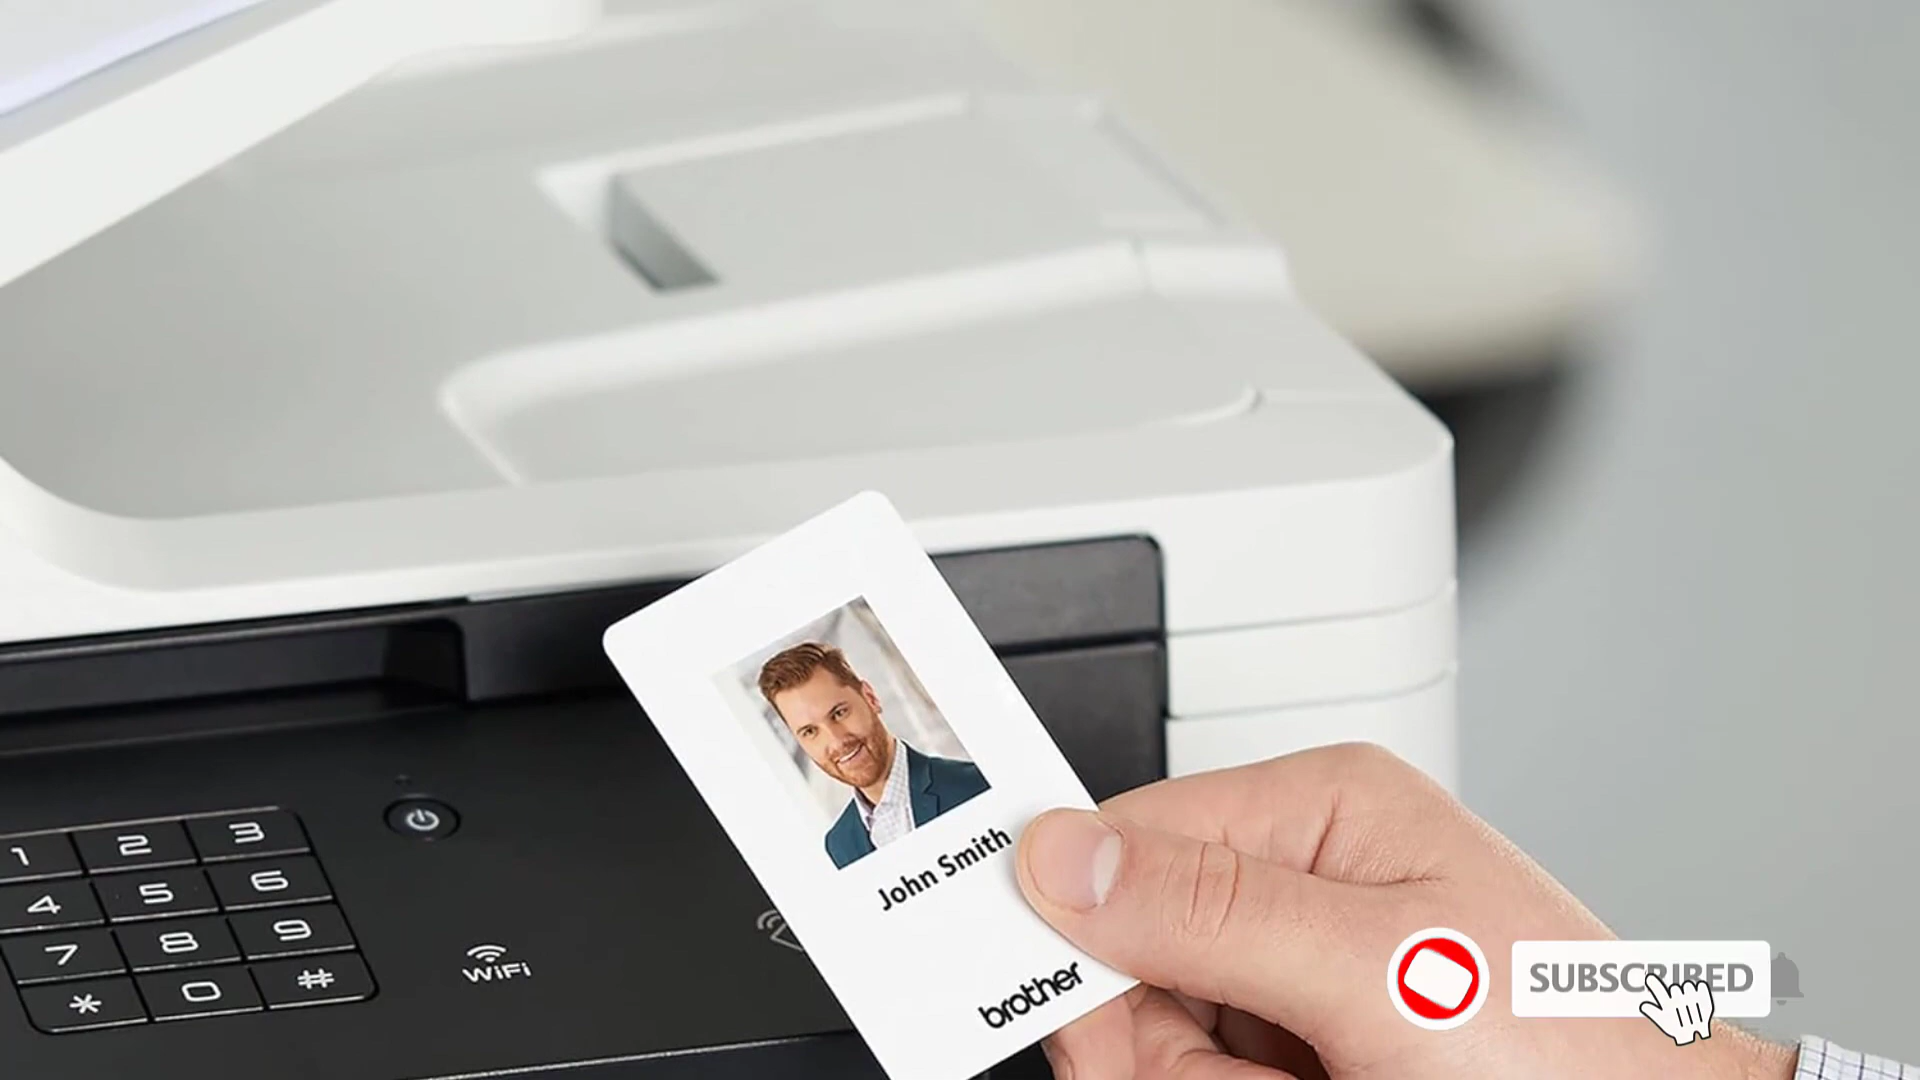 1 2 3
4 5 6
7 8 9
* 0 #
WiFi
John Smith
brother
SUBSCRIBED